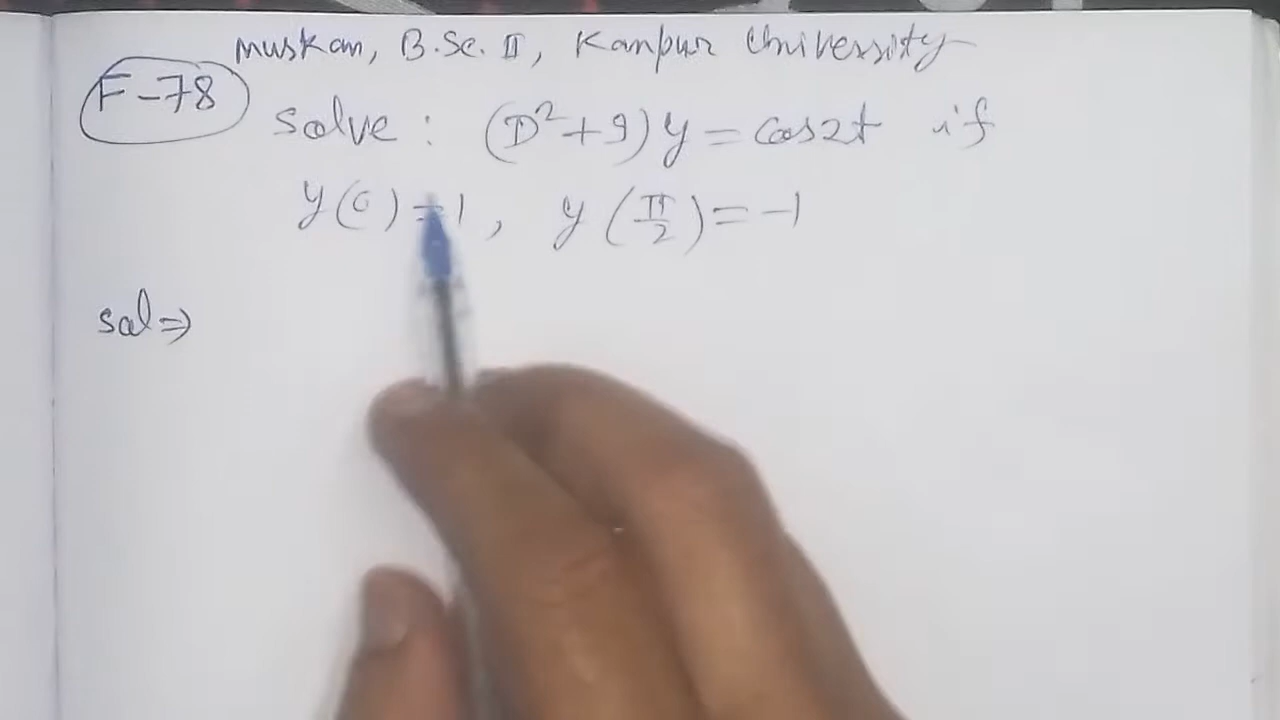 Muskan, B.Sc. II, Kanpur University
F-78
Solve : (D²+9)y = cos2t if
y(0)=1, y(π/2)=-1
sol⇒